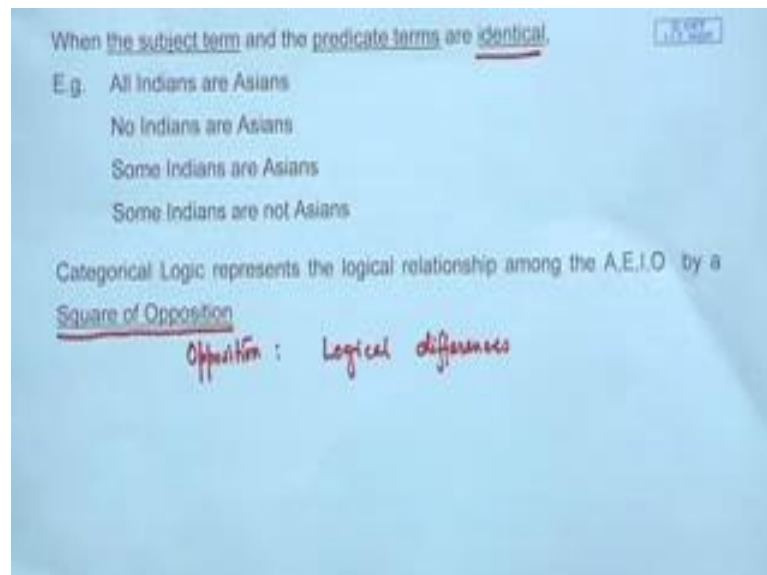 When the subject term and the predicate terms are identical.
E.g. All Indians are Asians
No Indians are Asians
Some Indians are Asians
Some Indians are not Asians
Categorical Logic represents the logical relationship among the A,E,I,O by a
Square of Opposition
Opposition : Logical differences